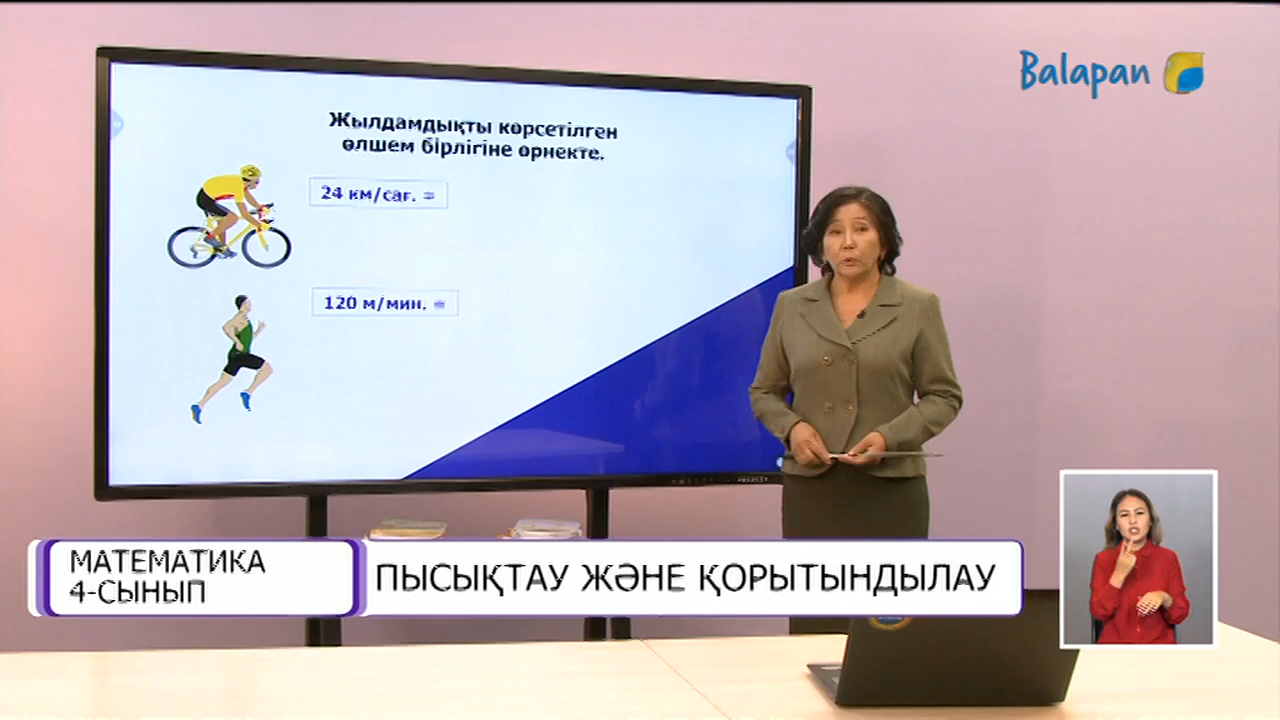 Balapan
Жылдамдықты көрсетілген
өлшем бірлігіне өрнекте.
24 км/сағ. =
120 м/мин. =
МАТЕМАТИКА
4-СЫНЫП
ПЫСЫҚТАУ ЖӘНЕ ҚОРЫТЫНДЫЛАУ